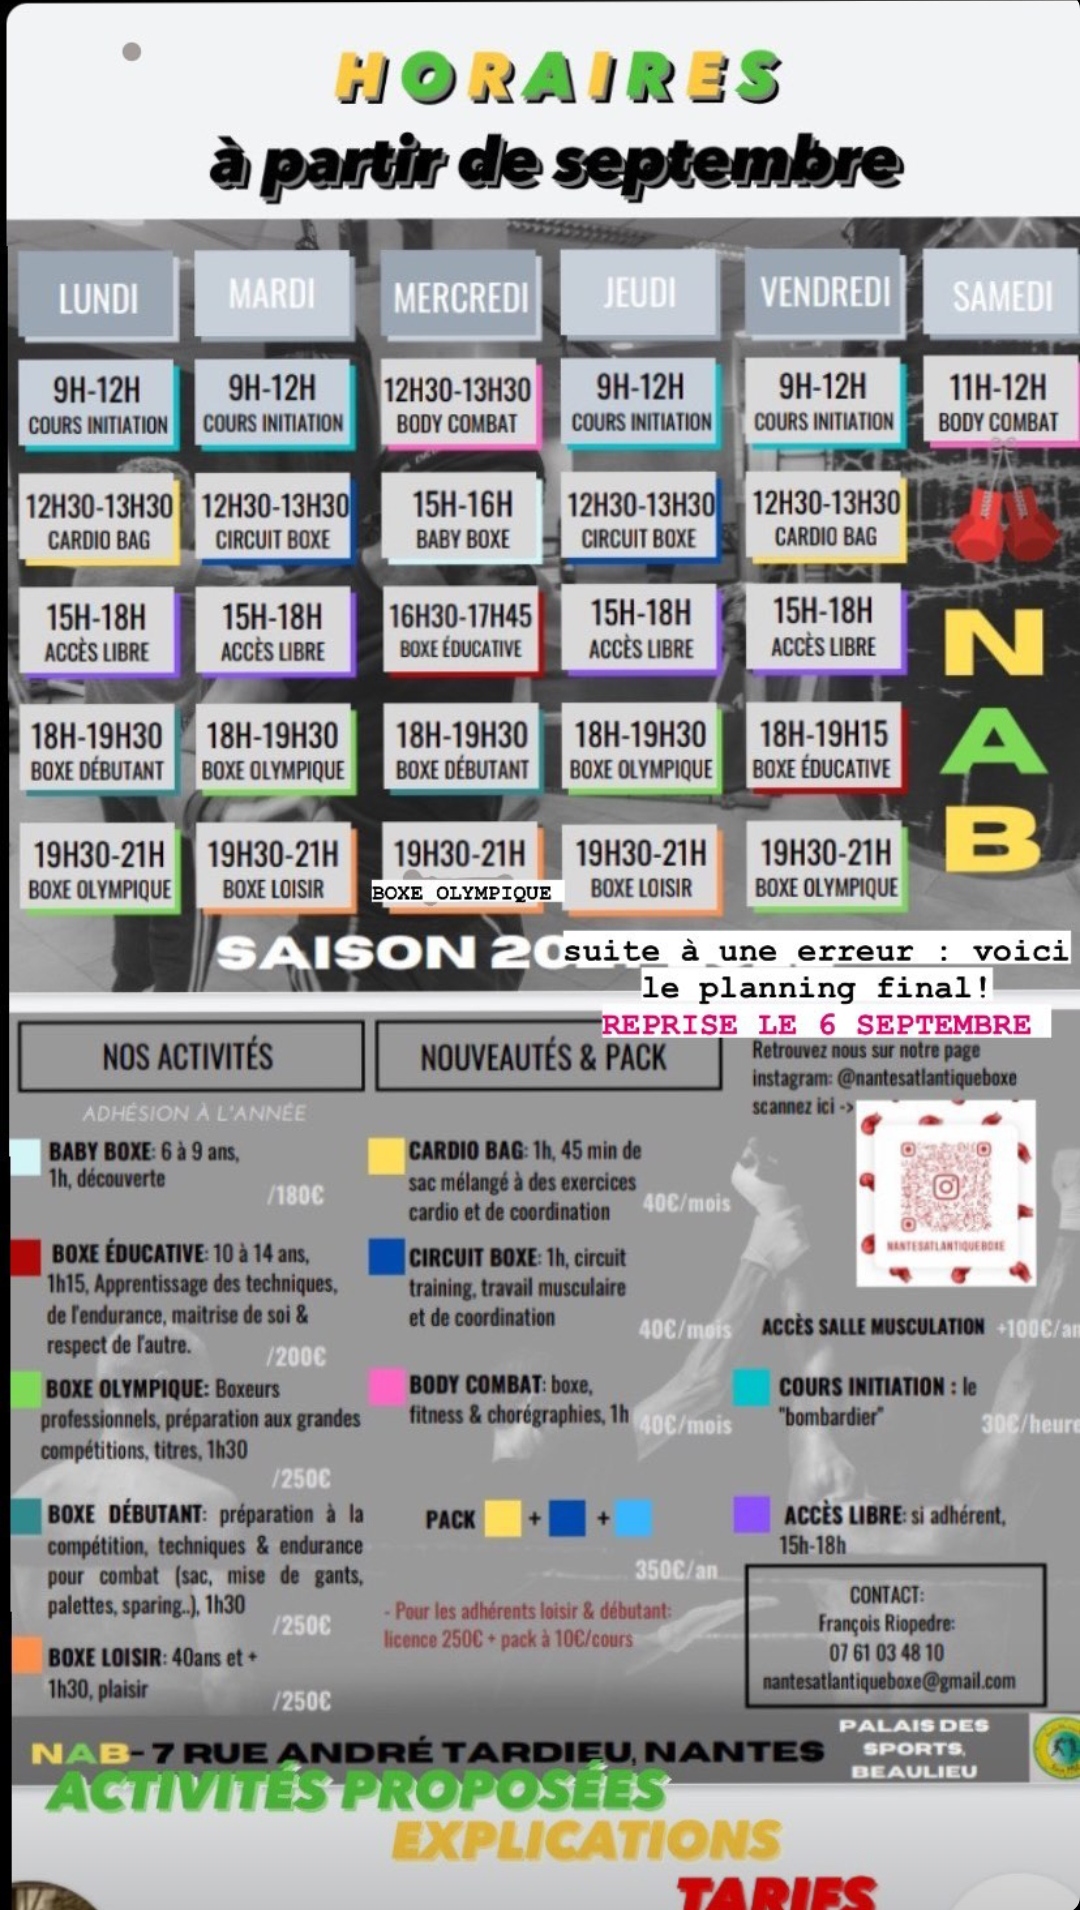 HORAIRES
à partir de septembre
LUNDI
MARDI
MERCREDI
JEUDI
VENDREDI
SAMEDI
9H-12H
COURS INITIATION
9H-12H
COURS INITIATION
12H30-13H30
BODY COMBAT
9H-12H
COURS INITIATION
9H-12H
COURS INITIATION
11H-12H
BODY COMBAT
12H30-13H30
CARDIO BAG
12H30-13H30
CIRCUIT BOXE
15H-16H
BABY BOXE
12H30-13H30
CIRCUIT BOXE
12H30-13H30
CARDIO BAG
15H-18H
ACCÈS LIBRE
15H-18H
ACCÈS LIBRE
16H30-17H45
BOXE ÉDUCATIVE
15H-18H
ACCÈS LIBRE
15H-18H
ACCÈS LIBRE
18H-19H30
BOXE DÉBUTANT
18H-19H30
BOXE OLYMPIQUE
18H-19H30
BOXE DÉBUTANT
18H-19H30
BOXE OLYMPIQUE
18H-19H15
BOXE ÉDUCATIVE
19H30-21H
BOXE OLYMPIQUE
19H30-21H
BOXE LOISIR
19H30-21H
BOXE OLYMPIQUE
19H30-21H
BOXE LOISIR
19H30-21H
BOXE OLYMPIQUE
N
A
B
SAISON 20
suite à une erreur : voici
le planning final!
REPRISE LE 6 SEPTEMBRE
NOS ACTIVITÉS
ADHÉSION À L'ANNÉE
BABY BOXE: 6 à 9 ans,
1h, découverte
/180€
BOXE ÉDUCATIVE: 10 à 14 ans,
1h15, Apprentissage des techniques,
de l'endurance, maitrise de soi &
respect de l'autre.
/200€
BOXE OLYMPIQUE: Boxeurs
professionnels, préparation aux grandes
compétitions, titres, 1h30
/250€
BOXE DÉBUTANT: préparation à la
compétition, techniques & endurance
pour combat (sac, mise de gants,
palettes, sparing..), 1h30
/250€
BOXE LOISIR: 40ans et +
1h30, plaisir
/250€
NOUVEAUTÉS & PACK
CARDIO BAG: 1h, 45 min de
sac mélangé à des exercices
cardio et de coordination
40€/mois
CIRCUIT BOXE: 1h, circuit
training, travail musculaire
et de coordination
40€/mois
BODY COMBAT: boxe,
fitness & chorégraphies, 1h
40€/mois
PACK + +
350€/an
- Pour les adhérents loisir & débutant:
licence 250€ + pack à 10€/cours
Retrouvez nous sur notre page
instagram: @nantesatlantiqueboxe
scannez ici ->
NANTESATLANTIQUEBOXE
ACCÈS SALLE MUSCULATION +100€/an
COURS INITIATION : le
"bombardier"
30€/heure
ACCÈS LIBRE: si adhérent,
15h-18h
CONTACT:
François Riopedre:
07 61 03 48 10
nantesatlantiqueboxe@gmail.com
NAB- 7 RUE ANDRÉ TARDIEU, NANTES
PALAIS DES
SPORTS,
BEAULIEU
ACTIVITÉS PROPOSÉES
EXPLICATIONS
TARIFS